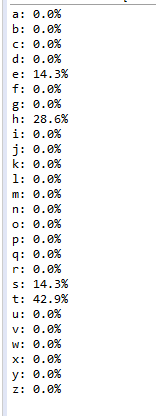 a: 0.0%
b: 0.0%
c: 0.0%
d: 0.0%
e: 14.3%
f: 0.0%
g: 0.0%
h: 28.6%
i: 0.0%
j: 0.0%
k: 0.0%
l: 0.0%
m: 0.0%
n: 0.0%
o: 0.0%
p: 0.0%
q: 0.0%
r: 0.0%
s: 14.3%
t: 42.9%
u: 0.0%
v: 0.0%
w: 0.0%
x: 0.0%
y: 0.0%
z: 0.0%